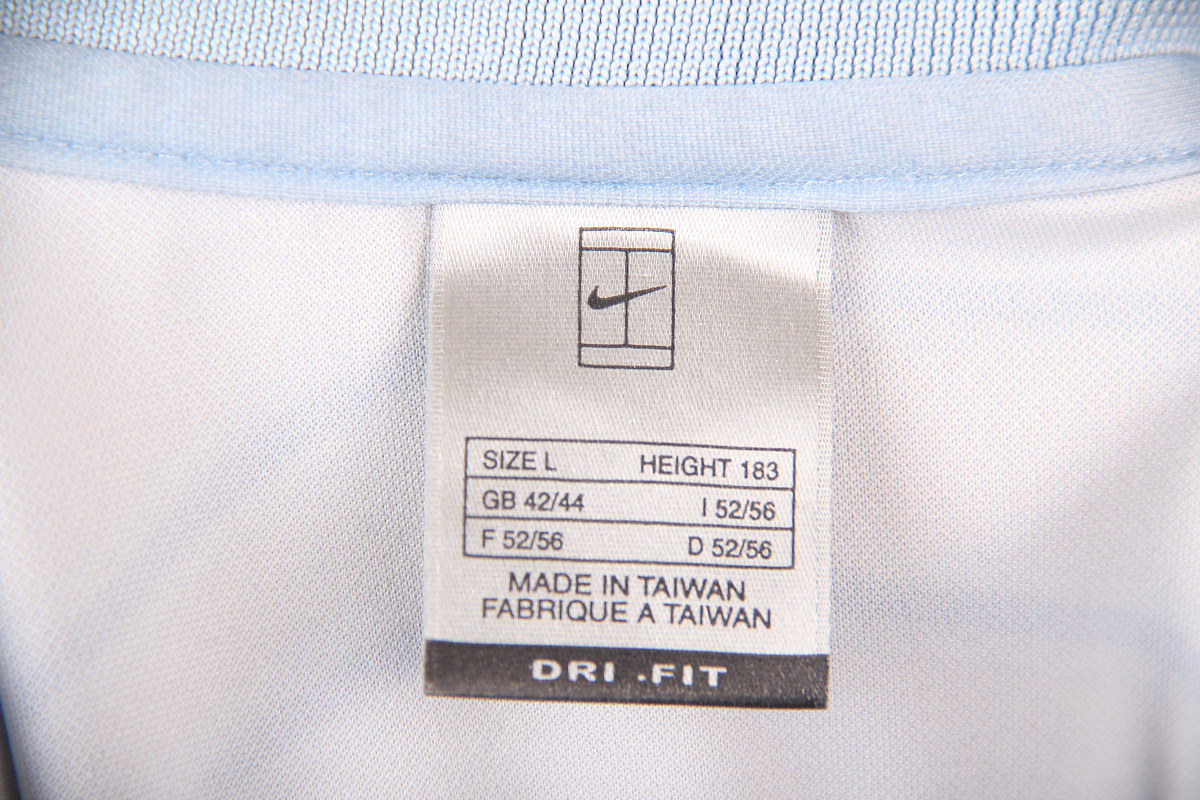 SIZE L HEIGHT 183
GB 42/44 I 52/56
F 52/56 D 52/56
MADE IN TAIWAN
FABRIQUE A TAIWAN
DRI .FIT